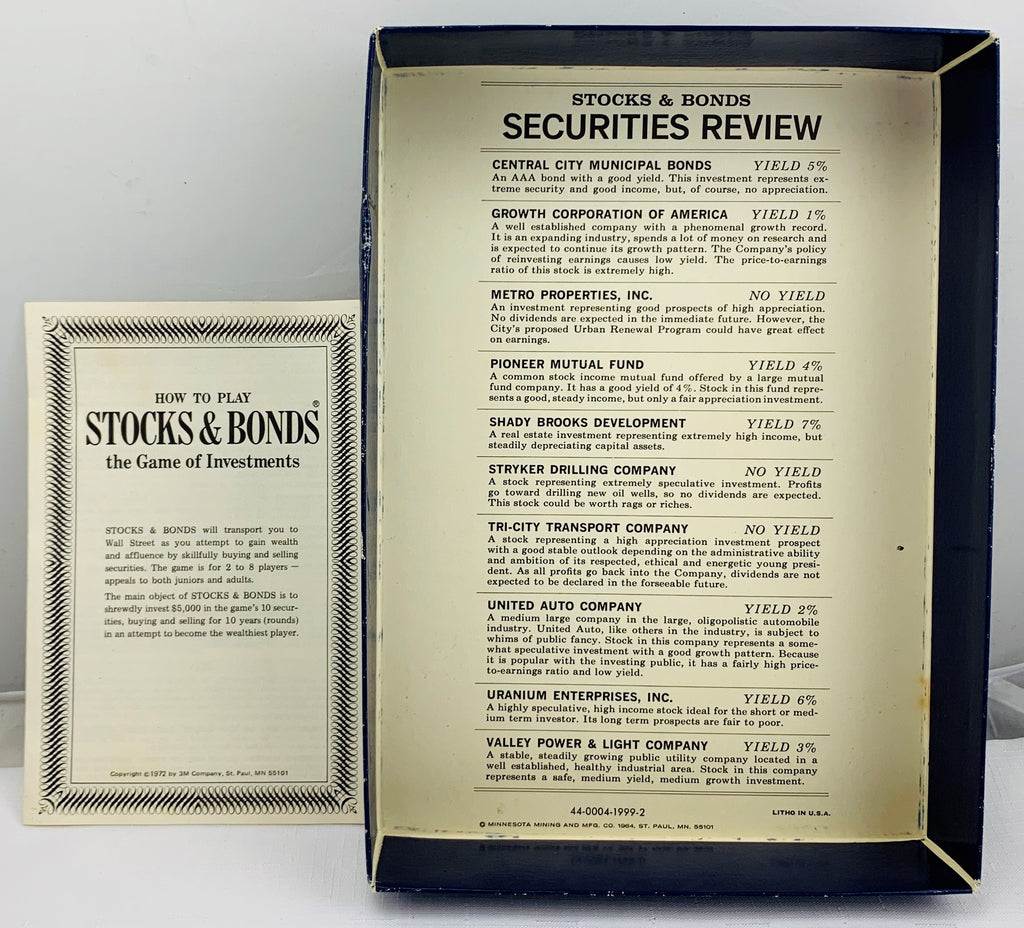 HOW TO PLAY
STOCKS & BONDS®
the Game of Investments
STOCKS & BONDS will transport you to
Wall Street as you attempt to gain wealth
and affluence by skillfully buying and selling
securities. The game is for 2 to 8 players —
appeals to both juniors and adults.
The main object of STOCKS & BONDS is to
shrewdly invest $5,000 in the game's 10 secur-
ities, buying and selling for 10 years (rounds)
in an attempt to become the wealthiest player.
Copyright © 1972 by 3M Company, St. Paul, MN 55101
STOCKS & BONDS
SECURITIES REVIEW
CENTRAL CITY MUNICIPAL BONDS YIELD 5%
An AAA bond with a good yield. This investment represents ex-
treme security and good income, but, of course, no appreciation.
GROWTH CORPORATION OF AMERICA YIELD 1%
A well established company with a phenomenal growth record.
It is an expanding industry, spends a lot of money on research and
is expected to continue its growth pattern. The Company's policy
of reinvesting earnings causes low yield. The price-to-earnings
ratio of this stock is extremely high.
METRO PROPERTIES, INC. NO YIELD
An investment representing good prospects of high appreciation.
No dividends are expected in the immediate future. However, the
City's proposed Urban Renewal Program could have great effect
on earnings.
PIONEER MUTUAL FUND YIELD 4%
A common stock income mutual fund offered by a large mutual
fund company. It has a good yield of 4%. Stock in this fund repre-
sents a good, steady income, but only a fair appreciation investment.
SHADY BROOKS DEVELOPMENT YIELD 7%
A real estate investment representing extremely high income, but
steadily depreciating capital assets.
STRYKER DRILLING COMPANY NO YIELD
A stock representing extremely speculative investment. Profits
go toward drilling new oil wells, so no dividends are expected.
This stock could be worth rags or riches.
TRI-CITY TRANSPORT COMPANY NO YIELD
A stock representing a high appreciation investment prospect
with a good stable outlook depending on the administrative ability
and ambition of its respected, ethical and energetic young presi-
dent. As all profits go back into the Company, dividends are not
expected to be declared in the forseeable future.
UNITED AUTO COMPANY YIELD 2%
A medium large company in the large, oligopolistic automobile
industry. United Auto, like others in the industry, is subject to
whims of public fancy. Stock in this company represents a some-
what speculative investment with a good growth pattern. Because
it is popular with the investing public, it has a fairly high price-
to-earnings ratio and low yield.
URANIUM ENTERPRISES, INC. YIELD 6%
A highly speculative, high income stock ideal for the short or med-
ium term investor. Its long term prospects are fair to poor.
VALLEY POWER & LIGHT COMPANY YIELD 3%
A stable, steadily growing public utility company located in a
well established, healthy industrial area. Stock in this company
represents a safe, medium yield, medium growth investment.
44-0004-1999-2 LITHO IN U.S.A.
© MINNESOTA MINING AND MFG. CO. 1964, ST. PAUL, MN. 55101